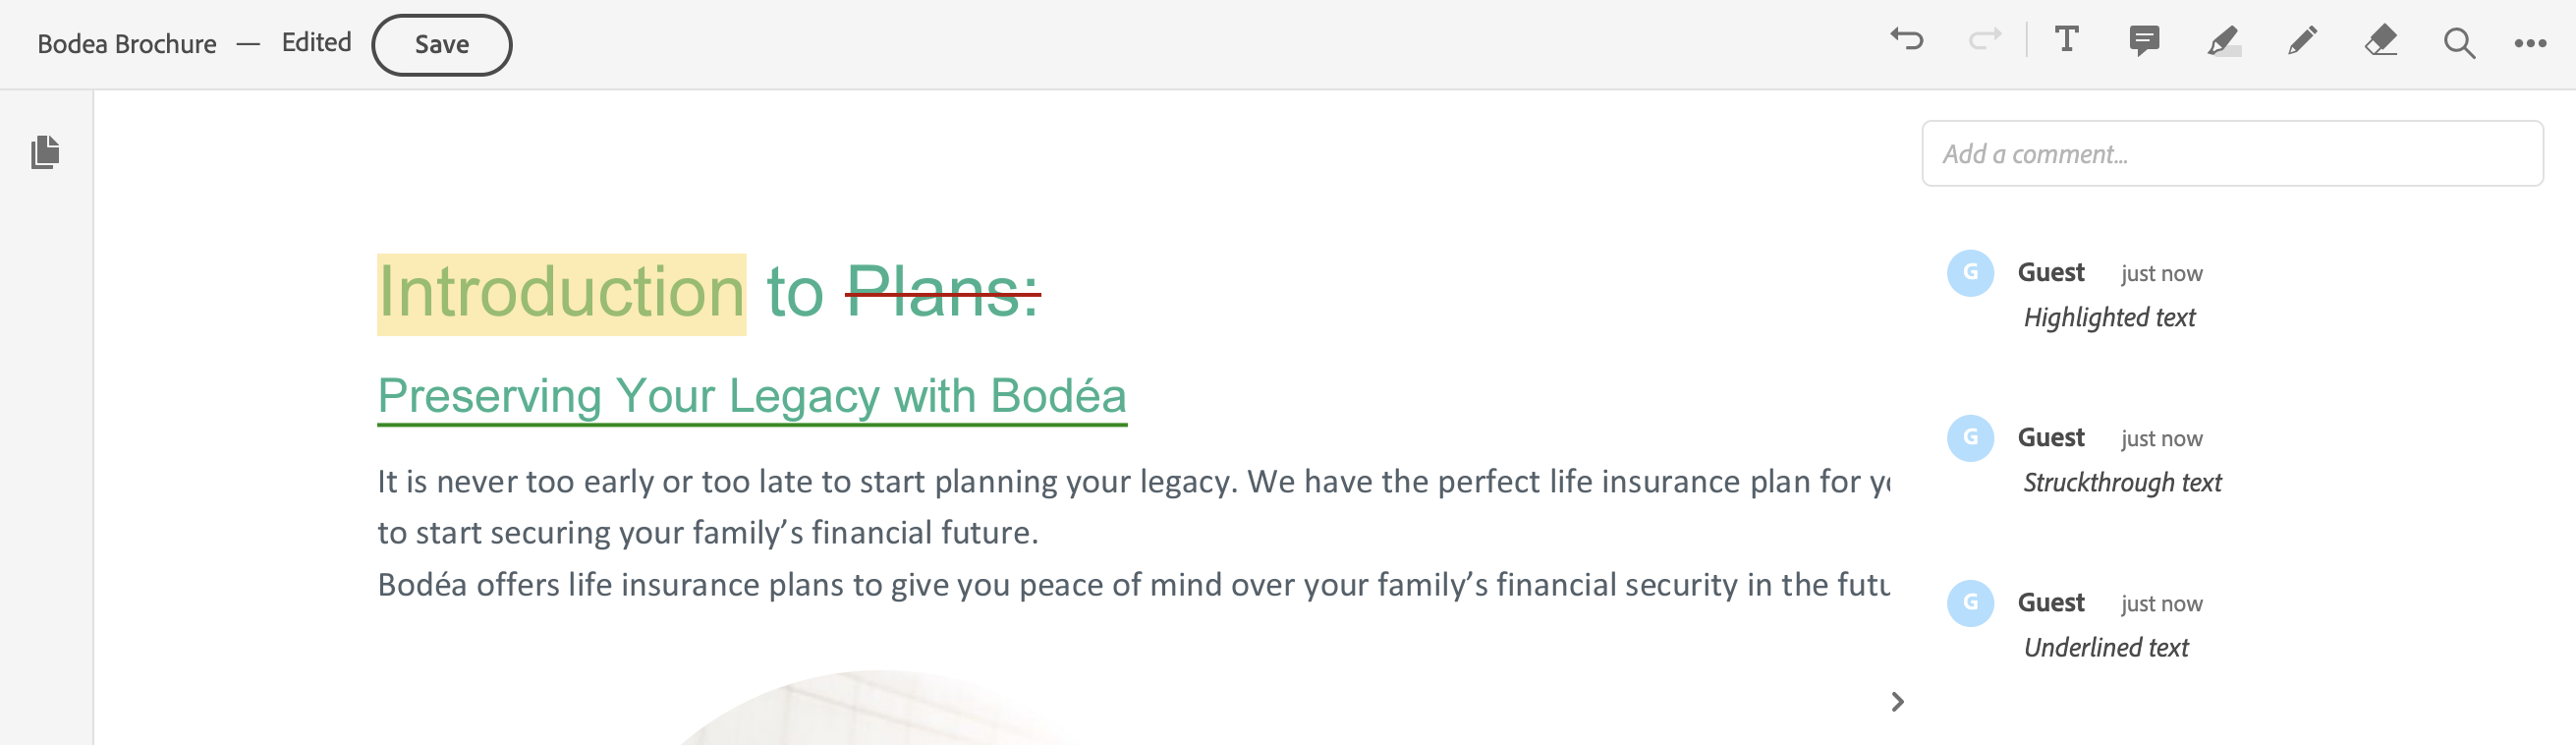 Bodea Brochure — Edited Save
Add a comment...
Introduction to Plans:
Preserving Your Legacy with Bodéa
It is never too early or too late to start planning your legacy. We have the perfect life insurance plan for
to start securing your family’s financial future.
Bodéa offers life insurance plans to give you peace of mind over your family’s financial security in the
G Guest just now
Highlighted text
G Guest just now
Struckthrough text
G Guest just now
Underlined text